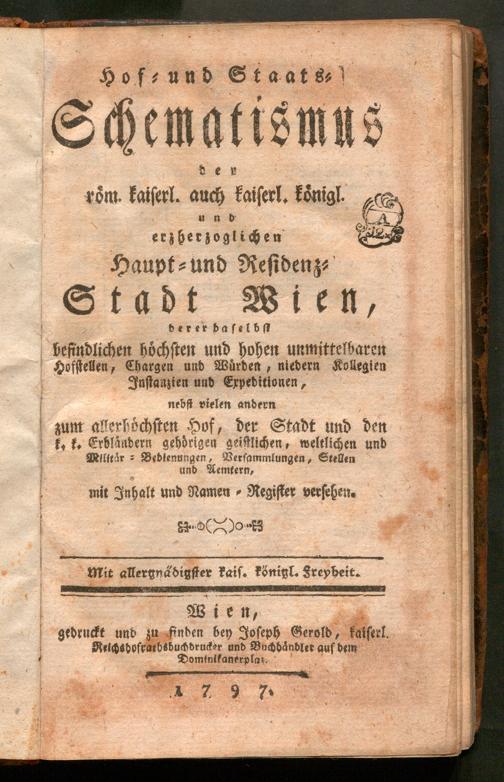 Hof- und Staats-
Schematismus
der
röm. kaiserl. auch kaiserl. königl.
und
erzherzoglichen
Haupt- und Residenz-
Stadt Wien,
derer daselbst
befindlichen höchsten und hohen unmittelbaren
Hofstellen, Chargen und Würden, niedern Kollegien
Instanzien und Expeditionen,
nebst vielen andern
zum allerhöchsten Hof, der Stadt und den
k. k. Erbländern gehörigen geistlichen, weltlichen und
Militär-Bedienungen, Versammlungen, Stellen
und Aemtern,
mit Inhalt und Namen-Register versehen.
Mit allergnädigster kais. königl. Freyheit.
Wien,
gedruckt und zu finden bey Joseph Gerold, kaiserl.
Reichshofrathsbuchdrucker und Buchhändler auf dem
Dominikanerplaz.
1797.